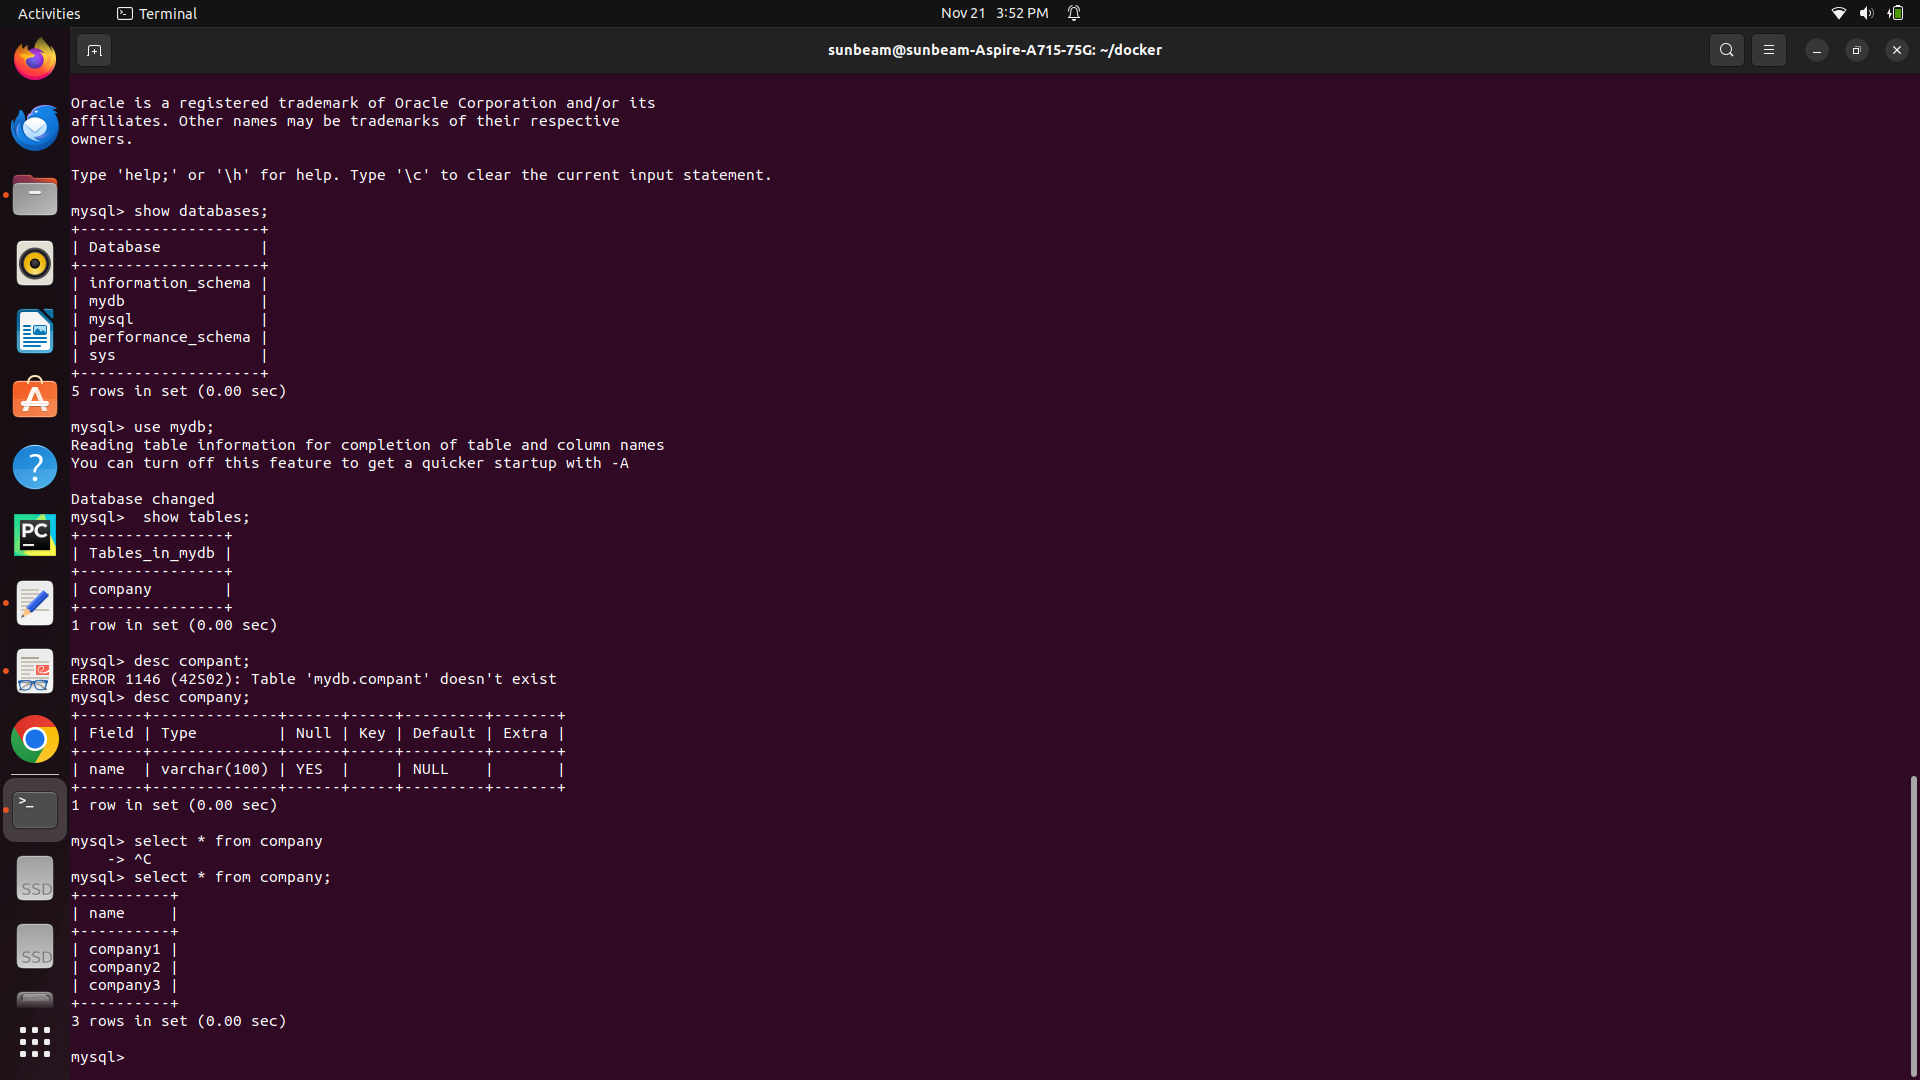 Activities Terminal Nov 21 3:52 PM
sunbeam@sunbeam-Aspire-A715-75G: ~/docker
Oracle is a registered trademark of Oracle Corporation and/or its
affiliates. Other names may be trademarks of their respective
owners.
Type 'help;' or '\h' for help. Type '\c' to clear the current input statement.
mysql> show databases;
+--------------------+
| Database           |
+--------------------+
| information_schema |
| mydb               |
| mysql              |
| performance_schema |
| sys                |
+--------------------+
5 rows in set (0.00 sec)
mysql> use mydb;
Reading table information for completion of table and column names
You can turn off this feature to get a quicker startup with -A
Database changed
mysql>  show tables;
+----------------+
| Tables_in_mydb |
+----------------+
| company        |
+----------------+
1 row in set (0.00 sec)
mysql> desc compant;
ERROR 1146 (42S02): Table 'mydb.compant' doesn't exist
mysql> desc company;
+-------+--------------+------+-----+---------+-------+
| Field | Type         | Null | Key | Default | Extra |
+-------+--------------+------+-----+---------+-------+
| name  | varchar(100) | YES  |     | NULL    |       |
+-------+--------------+------+-----+---------+-------+
1 row in set (0.00 sec)
mysql> select * from company
    -> ^C
mysql> select * from company;
+----------+
| name     |
+----------+
| company1 |
| company2 |
| company3 |
+----------+
3 rows in set (0.00 sec)
mysql>
PC
SSD
SSD